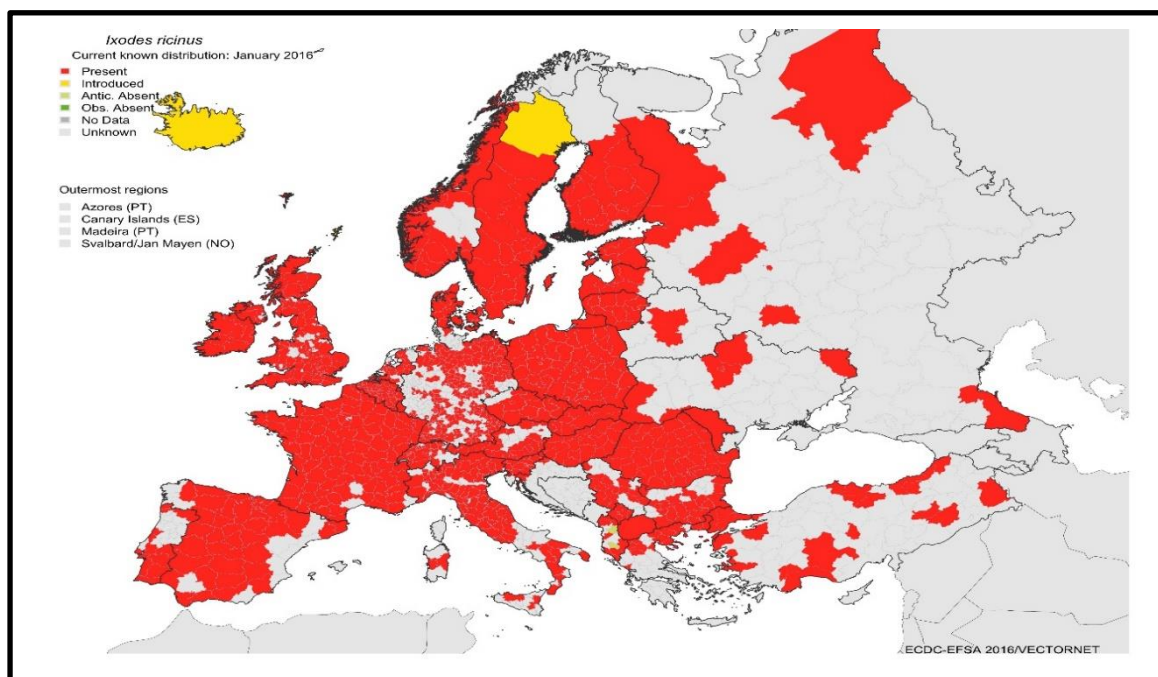 Ixodes ricinus
Current known distribution: January 2016
Present
Introduced
Antic. Absent
Obs. Absent
No Data
Unknown
Outermost regions
Azores (PT)
Canary Islands (ES)
Madeira (PT)
Svalbard/Jan Mayen (NO)
ECDC-EFSA 2016/VECTORNET